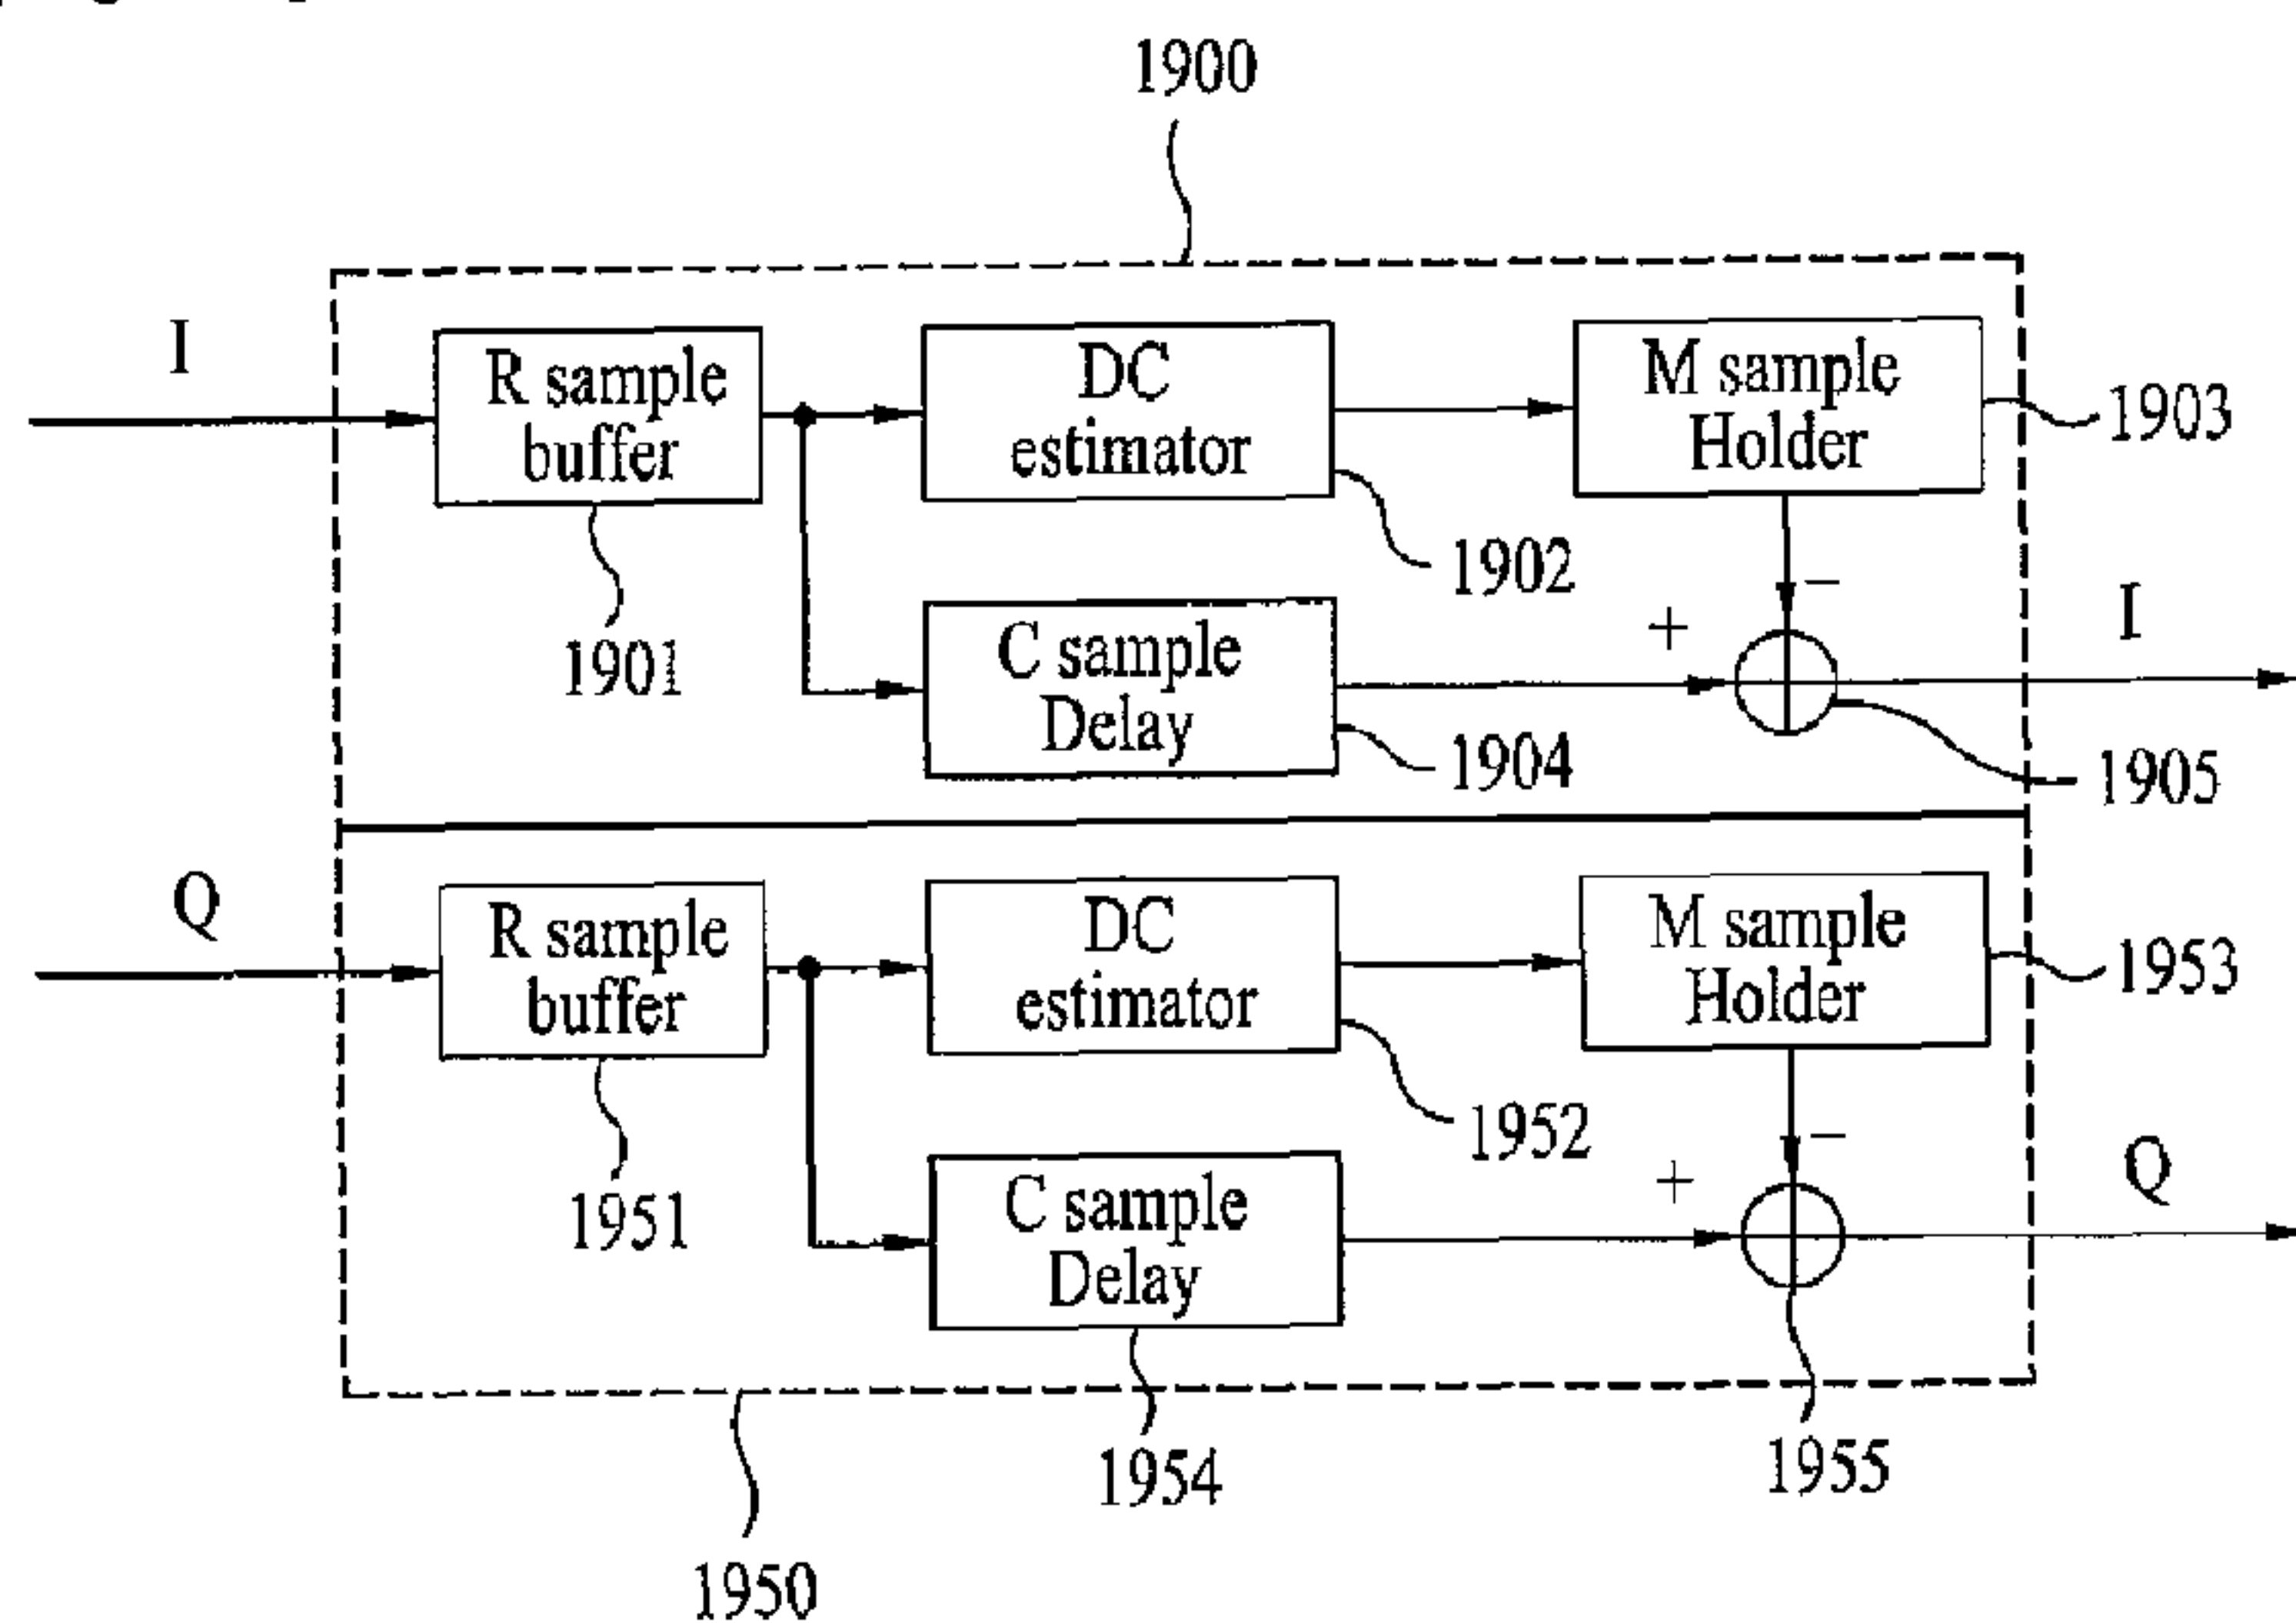 1900
I
R sample
buffer
DC
estimator
M sample
Holder
1903
1902
1901
C sample
Delay
1904
+
−
I
1905
Q
R sample
buffer
DC
estimator
M sample
Holder
1953
1952
1951
C sample
Delay
+
−
Q
1954
1955
1950